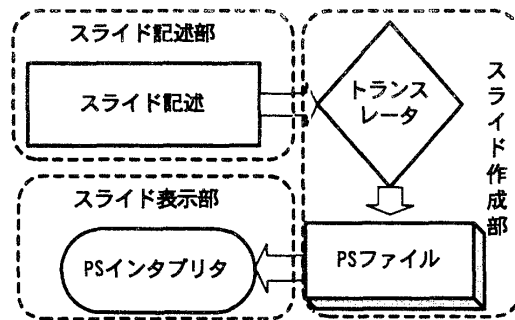 スライド記述部
スライド記述
トランス
レータ
スライド作成部
スライド表示部
PSインタプリタ
PSファイル